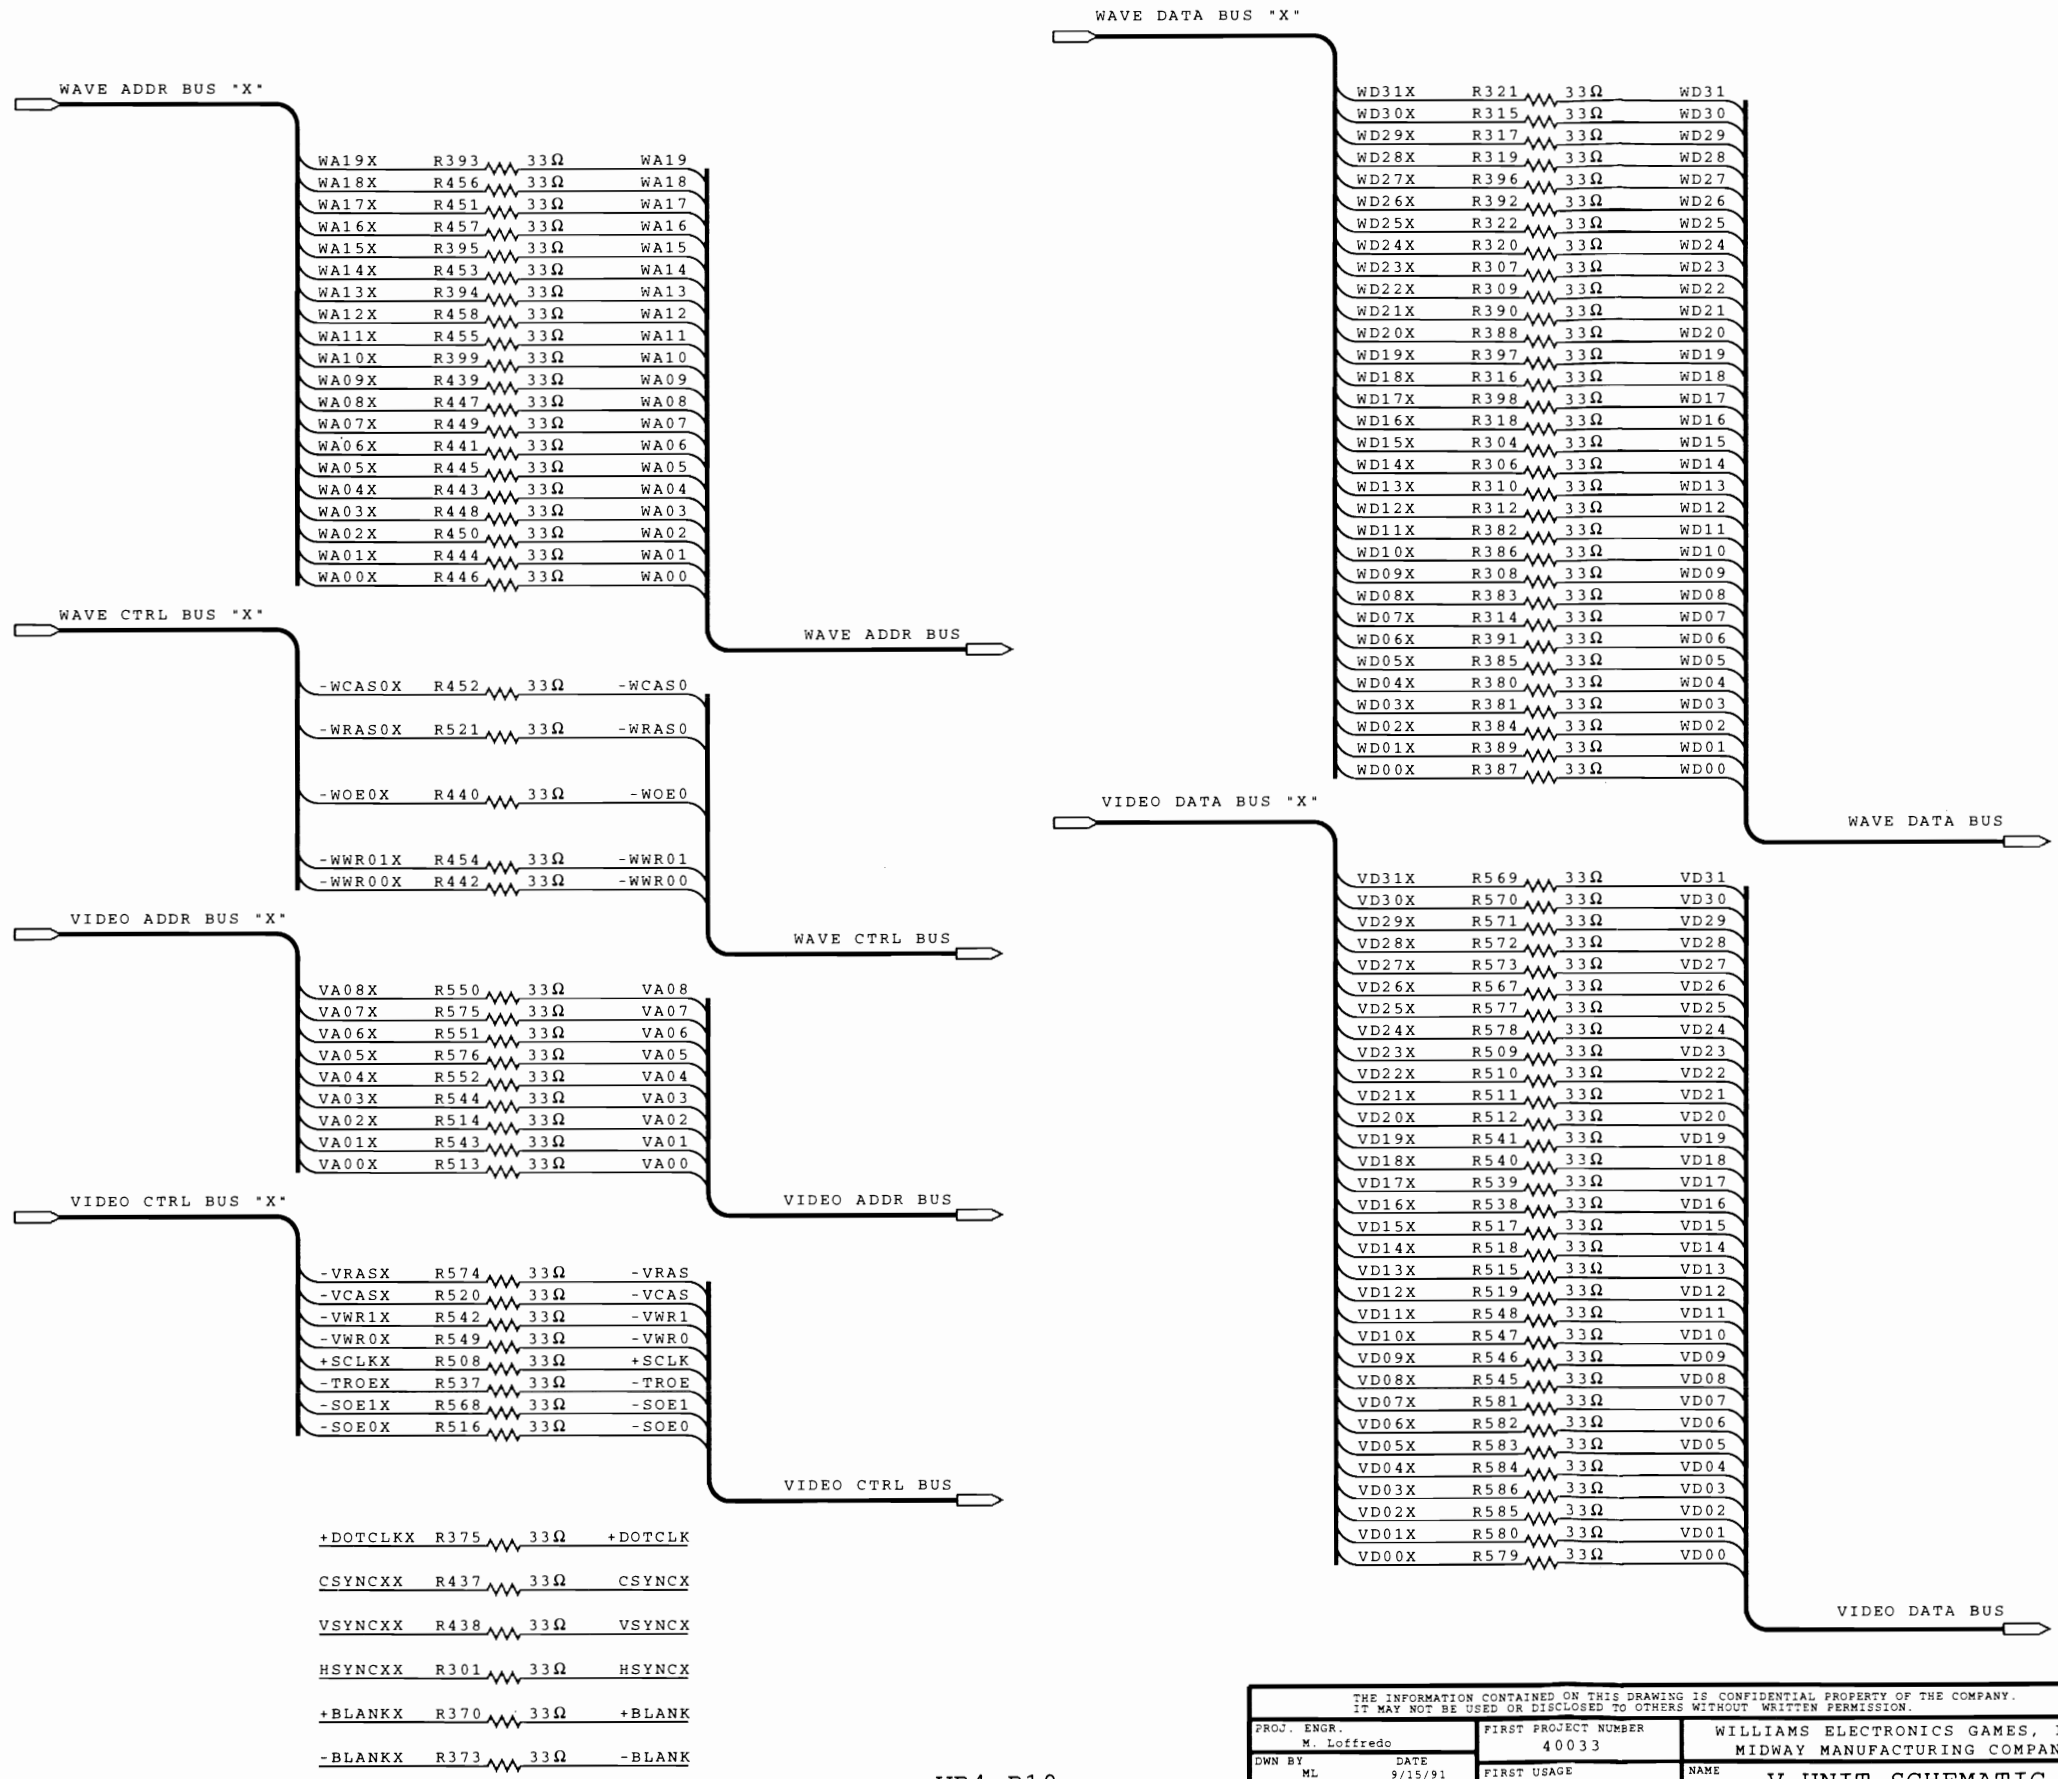 WAVE ADDR BUS "X"
WA19X R393 33Ω WA19
WA18X R456 33Ω WA18
WA17X R451 33Ω WA17
WA16X R457 33Ω WA16
WA15X R395 33Ω WA15
WA14X R453 33Ω WA14
WA13X R394 33Ω WA13
WA12X R458 33Ω WA12
WA11X R455 33Ω WA11
WA10X R399 33Ω WA10
WA09X R439 33Ω WA09
WA08X R447 33Ω WA08
WA07X R449 33Ω WA07
WA06X R441 33Ω WA06
WA05X R445 33Ω WA05
WA04X R443 33Ω WA04
WA03X R448 33Ω WA03
WA02X R450 33Ω WA02
WA01X R444 33Ω WA01
WA00X R446 33Ω WA00
WAVE ADDR BUS
WAVE CTRL BUS "X"
-WCAS0X R452 33Ω -WCAS0
-WRAS0X R521 33Ω -WRAS0
-WOE0X R440 33Ω -WOE0
-WWR01X R454 33Ω -WWR01
-WWR00X R442 33Ω -WWR00
WAVE CTRL BUS
VIDEO ADDR BUS "X"
VA08X R550 33Ω VA08
VA07X R575 33Ω VA07
VA06X R551 33Ω VA06
VA05X R576 33Ω VA05
VA04X R552 33Ω VA04
VA03X R544 33Ω VA03
VA02X R514 33Ω VA02
VA01X R543 33Ω VA01
VA00X R513 33Ω VA00
VIDEO ADDR BUS
VIDEO CTRL BUS "X"
-VRASX R574 33Ω -VRAS
-VCASX R520 33Ω -VCAS
-VWR1X R542 33Ω -VWR1
-VWR0X R549 33Ω -VWR0
+SCLKX R508 33Ω +SCLK
-TROEX R537 33Ω -TROE
-SOE1X R568 33Ω -SOE1
-SOE0X R516 33Ω -SOE0
VIDEO CTRL BUS
+DOTCLKX R375 33Ω +DOTCLK
CSYNCXX R437 33Ω CSYNCX
VSYNCXX R438 33Ω VSYNCX
HSYNCXX R301 33Ω HSYNCX
+BLANKX R370 33Ω +BLANK
-BLANKX R373 33Ω -BLANK
WAVE DATA BUS "X"
WD31X R321 33Ω WD31
WD30X R315 33Ω WD30
WD29X R317 33Ω WD29
WD28X R319 33Ω WD28
WD27X R396 33Ω WD27
WD26X R392 33Ω WD26
WD25X R322 33Ω WD25
WD24X R320 33Ω WD24
WD23X R307 33Ω WD23
WD22X R309 33Ω WD22
WD21X R390 33Ω WD21
WD20X R388 33Ω WD20
WD19X R397 33Ω WD19
WD18X R316 33Ω WD18
WD17X R398 33Ω WD17
WD16X R318 33Ω WD16
WD15X R304 33Ω WD15
WD14X R306 33Ω WD14
WD13X R310 33Ω WD13
WD12X R312 33Ω WD12
WD11X R382 33Ω WD11
WD10X R386 33Ω WD10
WD09X R308 33Ω WD09
WD08X R383 33Ω WD08
WD07X R314 33Ω WD07
WD06X R391 33Ω WD06
WD05X R385 33Ω WD05
WD04X R380 33Ω WD04
WD03X R381 33Ω WD03
WD02X R384 33Ω WD02
WD01X R389 33Ω WD01
WD00X R387 33Ω WD00
WAVE DATA BUS
VIDEO DATA BUS "X"
VD31X R569 33Ω VD31
VD30X R570 33Ω VD30
VD29X R571 33Ω VD29
VD28X R572 33Ω VD28
VD27X R573 33Ω VD27
VD26X R567 33Ω VD26
VD25X R577 33Ω VD25
VD24X R578 33Ω VD24
VD23X R509 33Ω VD23
VD22X R510 33Ω VD22
VD21X R511 33Ω VD21
VD20X R512 33Ω VD20
VD19X R541 33Ω VD19
VD18X R540 33Ω VD18
VD17X R539 33Ω VD17
VD16X R538 33Ω VD16
VD15X R517 33Ω VD15
VD14X R518 33Ω VD14
VD13X R515 33Ω VD13
VD12X R519 33Ω VD12
VD11X R548 33Ω VD11
VD10X R547 33Ω VD10
VD09X R546 33Ω VD09
VD08X R545 33Ω VD08
VD07X R581 33Ω VD07
VD06X R582 33Ω VD06
VD05X R583 33Ω VD05
VD04X R584 33Ω VD04
VD03X R586 33Ω VD03
VD02X R585 33Ω VD02
VD01X R580 33Ω VD01
VD00X R579 33Ω VD00
VIDEO DATA BUS
THE INFORMATION CONTAINED ON THIS DRAWING IS CONFIDENTIAL PROPERTY OF THE COMPANY.
IT MAY NOT BE USED OR DISCLOSED TO OTHERS WITHOUT WRITTEN PERMISSION.
PROJ. ENGR.
M. Loffredo
FIRST PROJECT NUMBER
40033
WILLIAMS ELECTRONICS GAMES,
MIDWAY MANUFACTURING COMPAN
DWN BY DATE
ML 9/15/91
FIRST USAGE
NAME